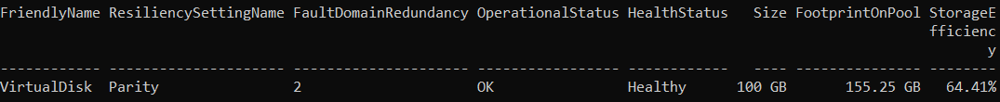 FriendlyName ResiliencySettingName FaultDomainRedundancy OperationalStatus HealthStatus   Size FootprintOnPool StorageE
fficienc
y
------------ --------------------- --------------------- ----------------- ------------   ---- --------------- --------
VirtualDisk  Parity                2                     OK                Healthy      100 GB       155.25 GB   64.41%